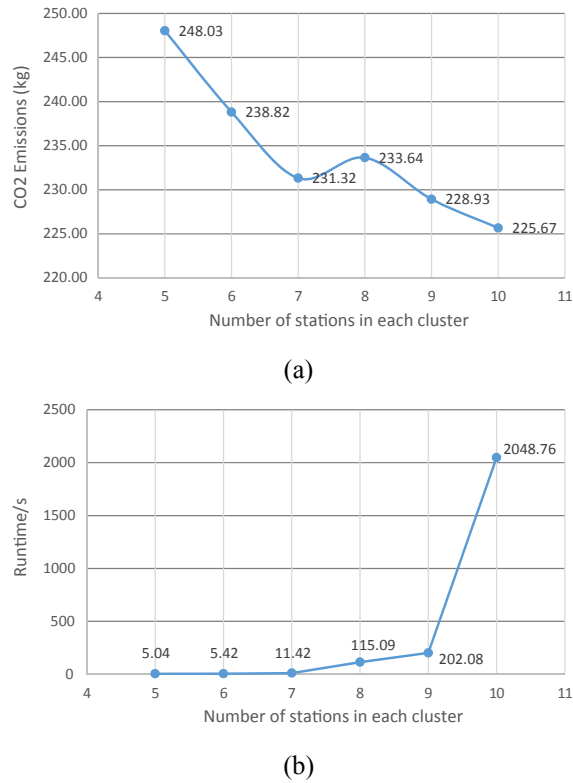 250.00
248.03
245.00
240.00
238.82
235.00
233.64
231.32
230.00
228.93
225.00
225.67
220.00
CO2 Emissions (kg)
4 5 6 7 8 9 10 11
Number of stations in each cluster
(a)
2500
2048.76
2000
1500
1000
500
5.04 5.42 11.42 115.09
202.08
0
Runtime/s
4 5 6 7 8 9 10 11
Number of stations in each cluster
(b)